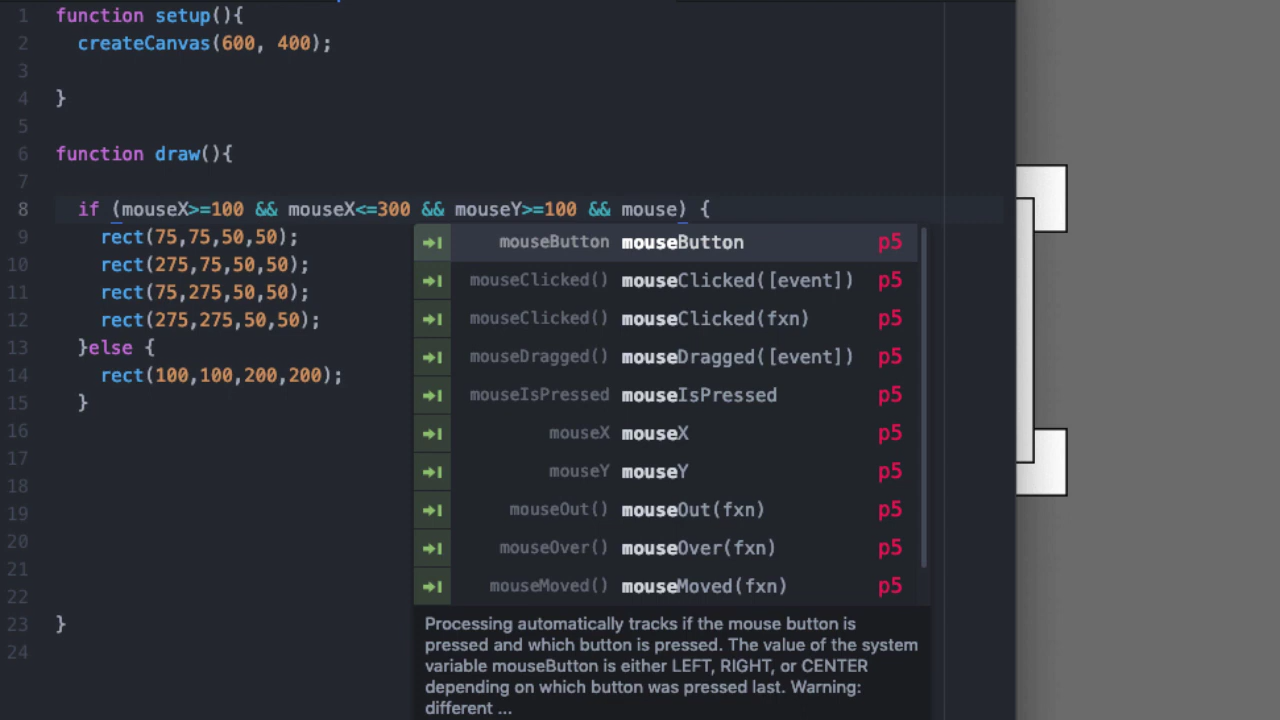 1 function setup(){
2 createCanvas(600, 400);
3
4 }
5
6 function draw(){
7
8 if (mouseX>=100 && mouseX<=300 && mouseY>=100 && mouse) {
9 rect(75,75,50,50);
10 rect(275,75,50,50);
11 rect(75,275,50,50);
12 rect(275,275,50,50);
13 }else {
14 rect(100,100,200,200);
15 }
16
17
18
19
20
21
22
23 }
24
mouseButton mouseButton p5
mouseClicked() mouseClicked([event]) p5
mouseClicked() mouseClicked(fxn) p5
mouseDragged() mouseDragged([event]) p5
mouseIsPressed mouseIsPressed p5
mouseX mouseX p5
mouseY mouseY p5
mouseOut() mouseOut(fxn) p5
mouseOver() mouseOver(fxn) p5
mouseMoved() mouseMoved(fxn) p5
Processing automatically tracks if the mouse button is
pressed and which button is pressed. The value of the system
variable mouseButton is either LEFT, RIGHT, or CENTER
depending on which button was pressed last. Warning:
different ...